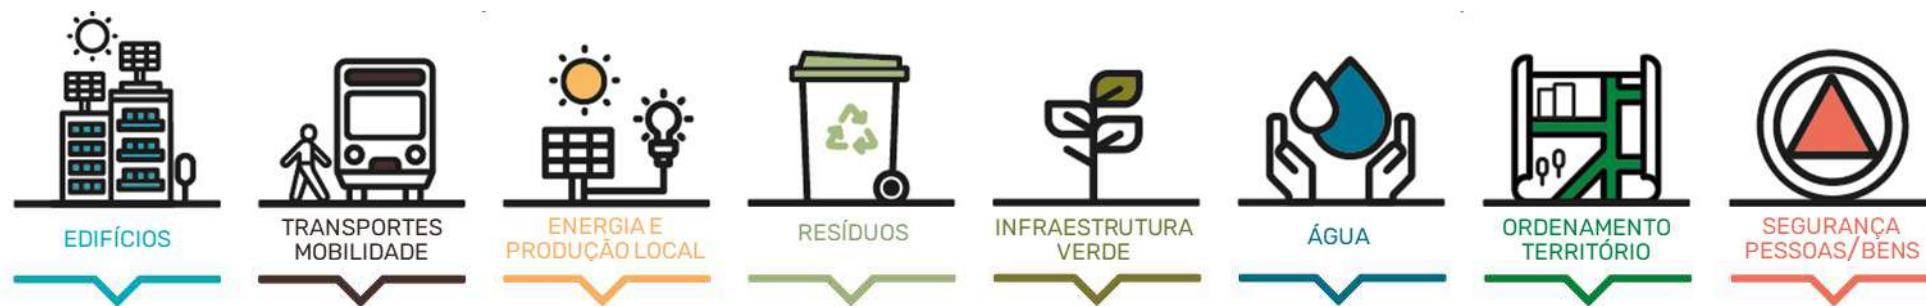 EDIFÍCIOS
TRANSPORTES
MOBILIDADE
ENERGIA E
PRODUÇÃO LOCAL
RESÍDUOS
INFRAESTRUTURA
VERDE
ÁGUA
ORDENAMENTO
TERRITÓRIO
SEGURANÇA
PESSOAS/BENS